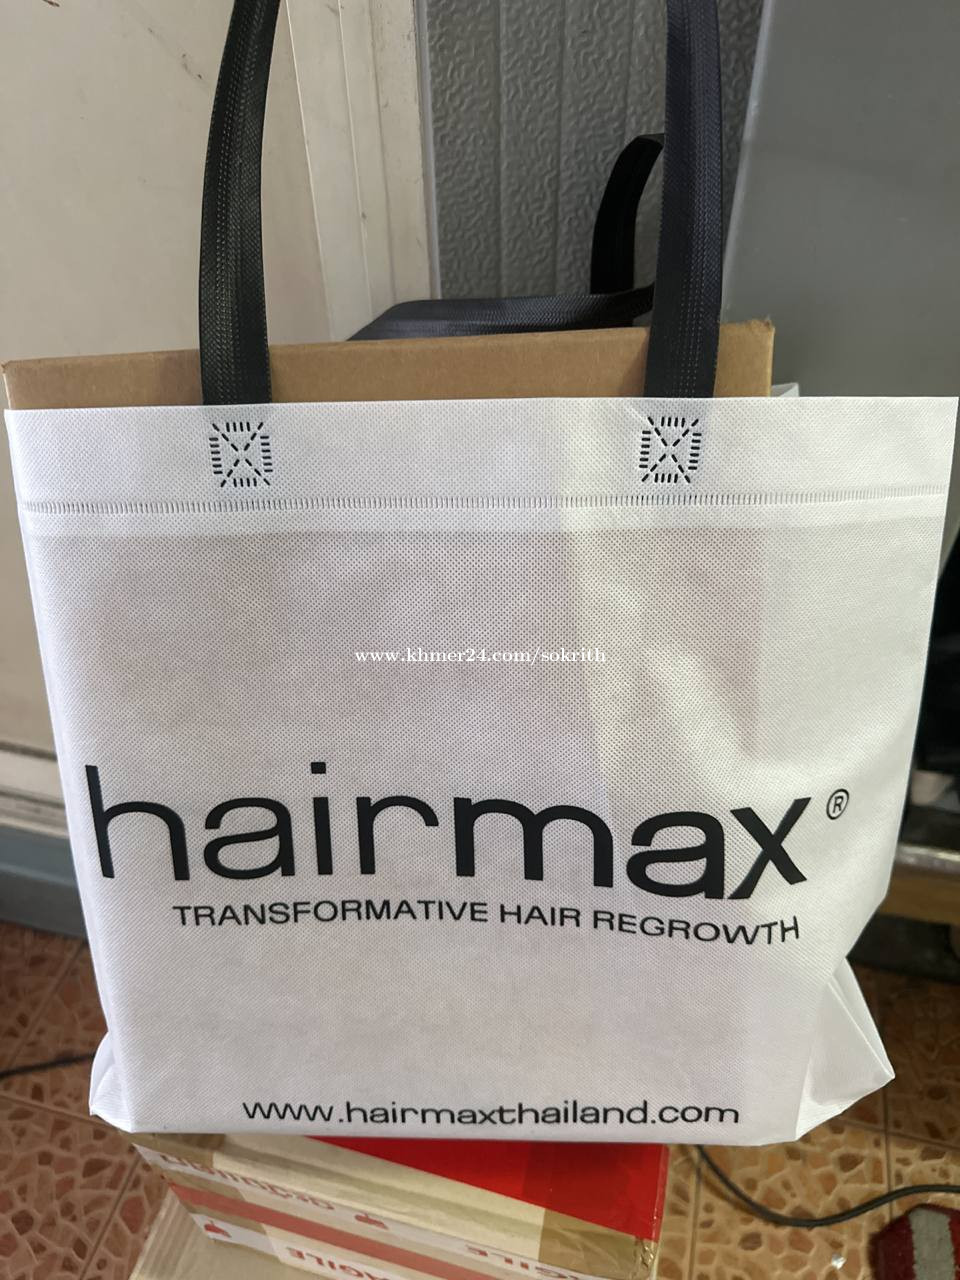 www.khmer24.com/sokrith
hairmax®
TRANSFORMATIVE HAIR REGROWTH
www.hairmaxthailand.com